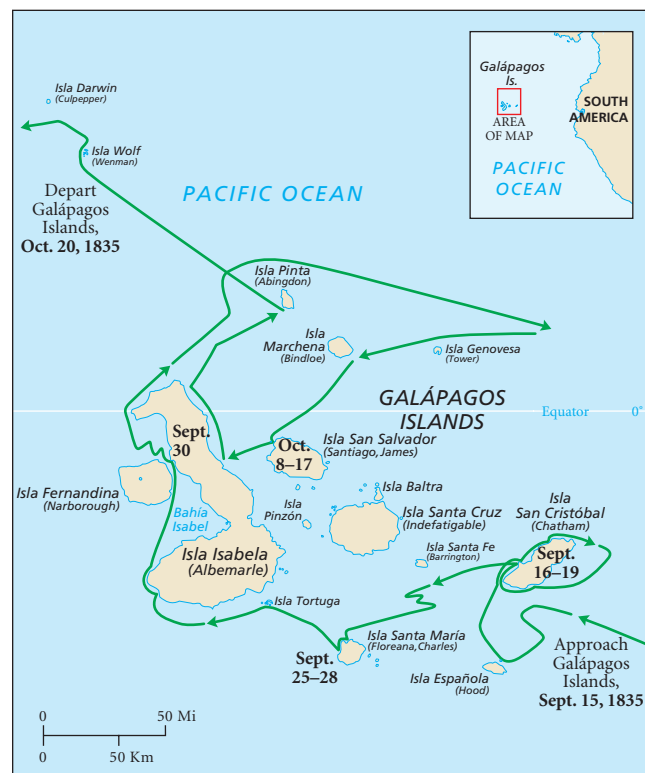 Isla Darwin
(Culpepper)
Isla Wolf
(Wenman)
Depart
Galápagos
Islands,
Oct. 20, 1835
PACIFIC OCEAN
Galápagos
Is.
SOUTH
AMERICA
AREA
OF MAP
PACIFIC
OCEAN
Isla Pinta
(Abingdon)
Isla
Marchena
(Bindloe)
Isla Genovesa
(Tower)
GALÁPAGOS
ISLANDS
Equator
0°
Sept.
30
Oct.
8–17
Isla San Salvador
(Santiago, James)
Isla Fernandina
(Narborough)
Bahía
Isabel
Isla
Pinzón
Isla Baltra
Isla Santa Cruz
(Indefatigable)
Isla
San Cristóbal
(Chatham)
Isla Isabela
(Albemarle)
Isla Santa Fe
(Barrington)
Sept.
16–19
Isla Tortuga
Isla Santa María
(Floreana, Charles)
Sept.
25–28
Isla Española
(Hood)
Approach
Galápagos
Islands,
Sept. 15, 1835
0
50 Mi
0
50 Km